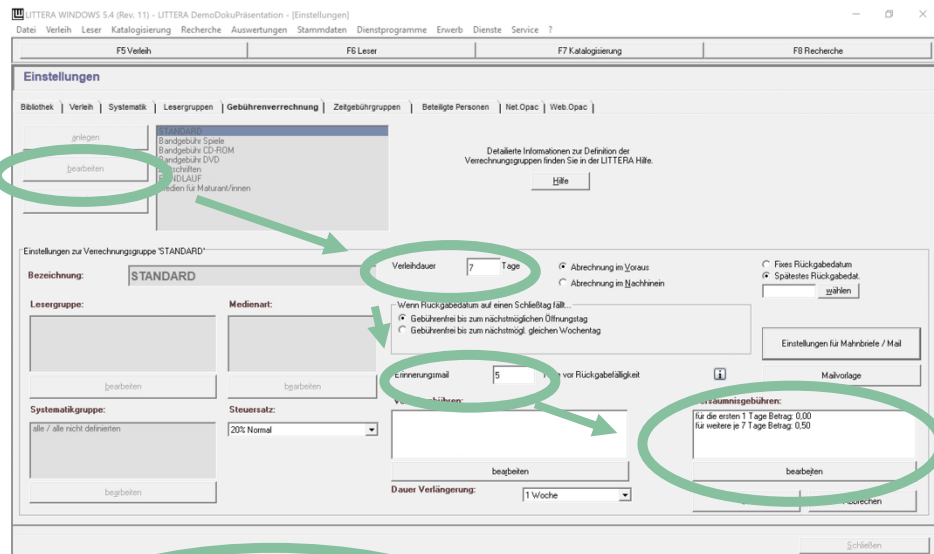 LITTERA WINDOWS 5.4 (Rev. 11) - LITTERA DemoDokuPräsentation - [Einstellungen]
Datei Verleih Leser Katalogisierung Recherche Auswertungen Stammdaten Dienstprogramme Erwerb Dienste Service ?
F5 Verleih F6 Leser F7 Katalogisierung F8 Recherche
Einstellungen
Bibliothek Verleih Systematik Lesergruppen Gebührenverrechnung Zeitgebührgruppen Beteiligte Personen Net.Opac Web.Opac
anlegen
bearbeiten
STANDARD
Bandgebühr Spiele
Bandgebühr CD-ROM
Bandgebühr DVD
Medien für Maturant/innen
Detailierte Informationen zur Definition der
Verrechnungsgruppen finden Sie in der LITTERA Hilfe.
Hilfe
Einstellungen zur Verrechnungsgruppe 'STANDARD'
Bezeichnung: STANDARD
Verleihdauer 7 Tage
Abrechnung im Voraus
Abrechnung im Nachhinein
Fixes Rückgabedatum
Spätestes Rückgabedat.
wählen
Lesergruppe: Medienart:
bearbeiten bearbeiten
Wenn Rückgabedatum auf einen Schließtag fällt...
Gebührenfrei bis zum nächstmöglichen Öffnungstag
Gebührenfrei bis zum nächstmögl. gleichen Wochentag
Einstellungen für Mahnbriefe / Mail
Erinnerungsmail 5 vor Rückgabefälligkeit
Mailvorlage
Systematikgruppe: Steuersatz:
alle / alle nicht definierten 20% Normal
bearbeiten
bearbeiten
Dauer Verlängerung: 1 Woche
für die ersten 1 Tage Betrag: 0,00
für weitere je 7 Tage Betrag: 0,50
bearbeiten
Schließen